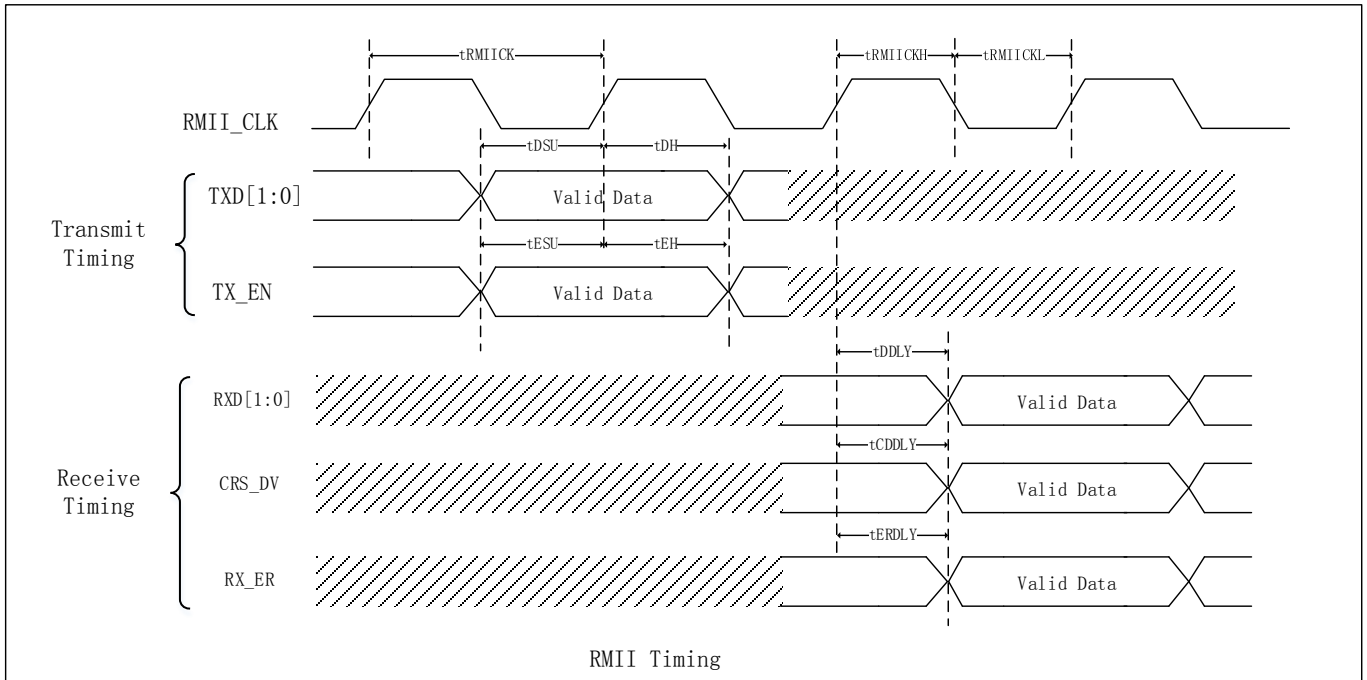 tRMIICK
tRMIICKH
tRMIICKL
RMII_CLK
tDSU
tDH
Transmit
Timing
TXD[1:0]
Valid Data
tESU
tEH
TX_EN
Valid Data
tDDLY
Receive
Timing
RXD[1:0]
Valid Data
tCDDLY
CRS_DV
Valid Data
tERDLY
RX_ER
Valid Data
RMII Timing